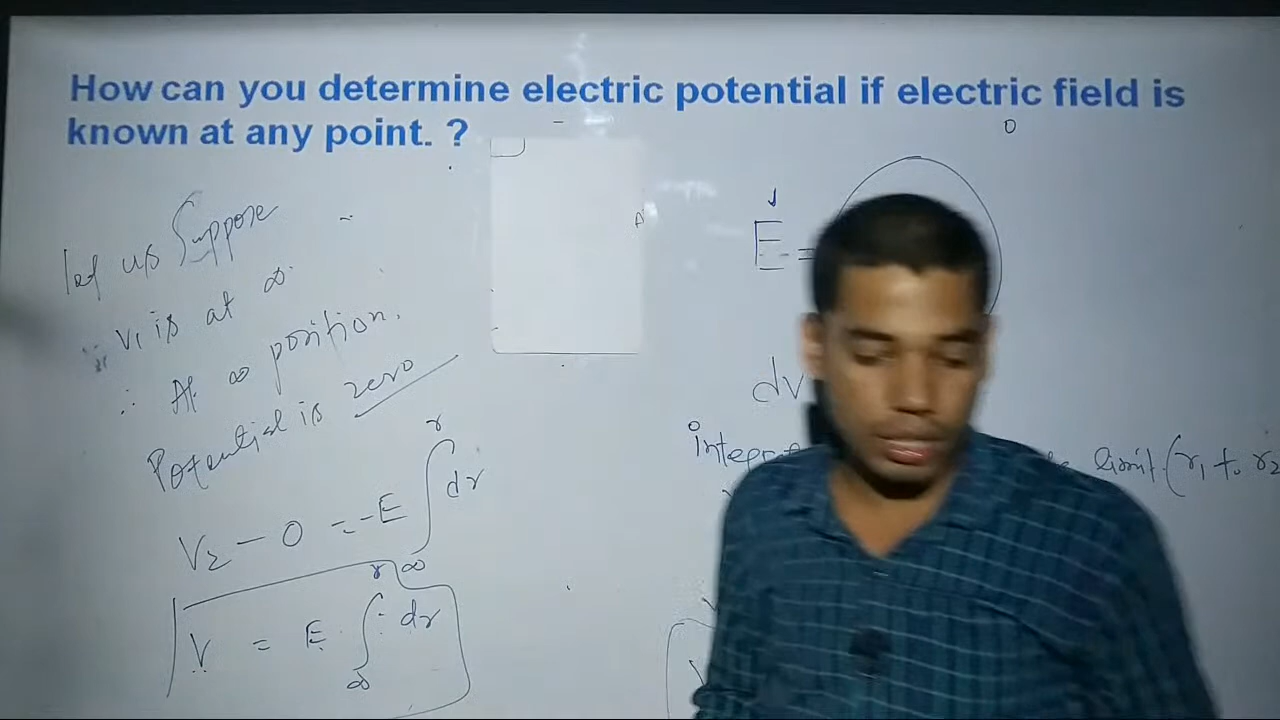 How can you determine electric potential if electric field is
known at any point. ?
let us Suppose
∵ V₁ is at ∞
∴ At ∞ position.
Potential is zero
V₂ - 0 = -E ∫ dr
r
∞
V = E ∫ dr
r
∞
E =
dv
limit (r₁ to r₂